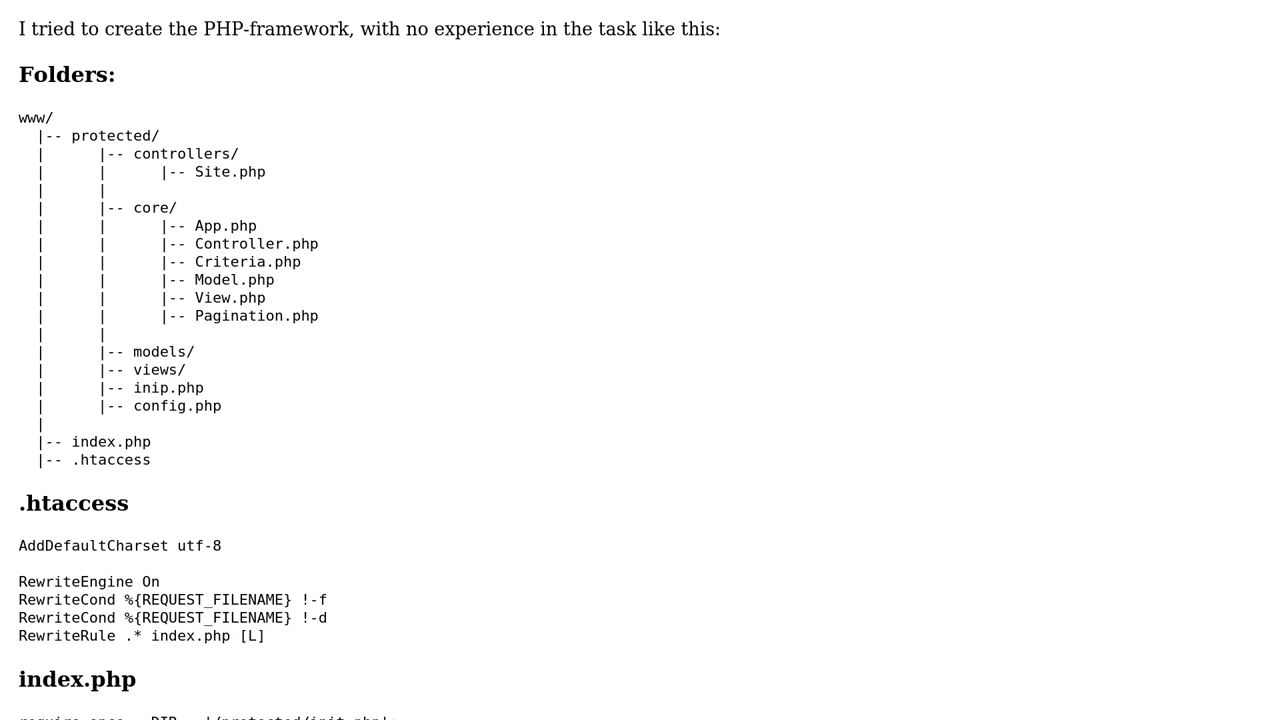 I tried to create the PHP-framework, with no experience in the task like this:
Folders:
www/
  |-- protected/
  |      |-- controllers/
  |      |      |-- Site.php
  |      |
  |      |-- core/
  |      |      |-- App.php
  |      |      |-- Controller.php
  |      |      |-- Criteria.php
  |      |      |-- Model.php
  |      |      |-- View.php
  |      |      |-- Pagination.php
  |      |
  |      |-- models/
  |      |-- views/
  |      |-- inip.php
  |      |-- config.php
  |
  |-- index.php
  |-- .htaccess
.htaccess
AddDefaultCharset utf-8
RewriteEngine On
RewriteCond %{REQUEST_FILENAME} !-f
RewriteCond %{REQUEST_FILENAME} !-d
RewriteRule .* index.php [L]
index.php